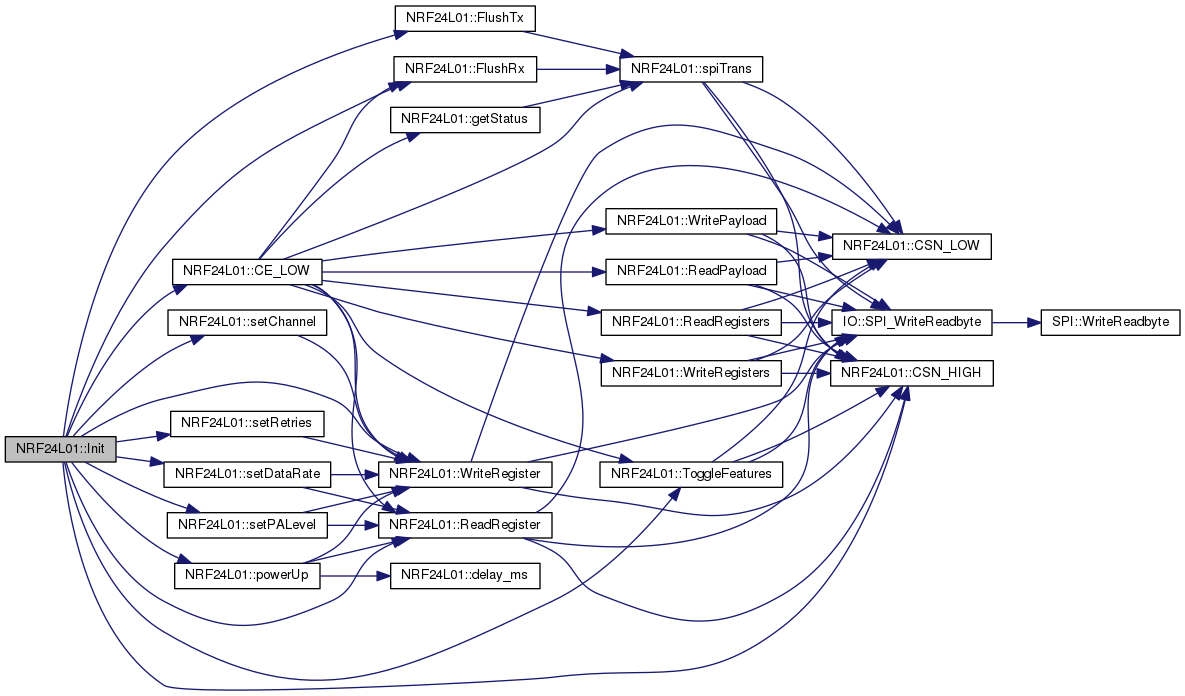 NRF24L01::FlushTx
NRF24L01::FlushRx
NRF24L01::spiTrans
NRF24L01::getStatus
NRF24L01::WritePayload
NRF24L01::CSN_LOW
NRF24L01::CE_LOW
NRF24L01::ReadPayload
NRF24L01::setChannel
NRF24L01::ReadRegisters
IO::SPI_WriteReadbyte
SPI::WriteReadbyte
NRF24L01::WriteRegisters
NRF24L01::CSN_HIGH
NRF24L01::setRetries
NRF24L01::Init
NRF24L01::setDataRate
NRF24L01::WriteRegister
NRF24L01::ToggleFeatures
NRF24L01::setPALevel
NRF24L01::ReadRegister
NRF24L01::powerUp
NRF24L01::delay_ms